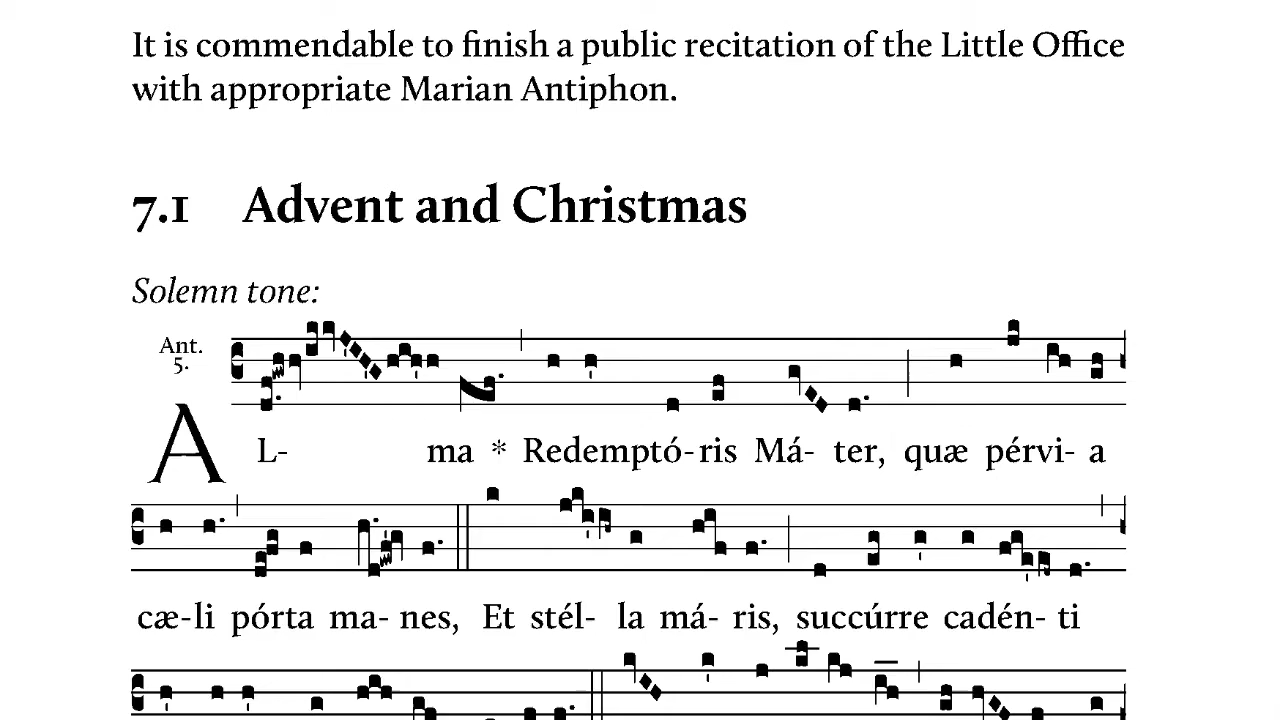 It is commendable to finish a public recitation of the Little Office
with appropriate Marian Antiphon.
7.1 Advent and Christmas
Solemn tone:
Ant.
5.
AL- ma * Redemptó-ris Má- ter, quæ pérvi- a
cæ-li pórta ma- nes, Et stél- la má- ris, succúrre cadén- ti